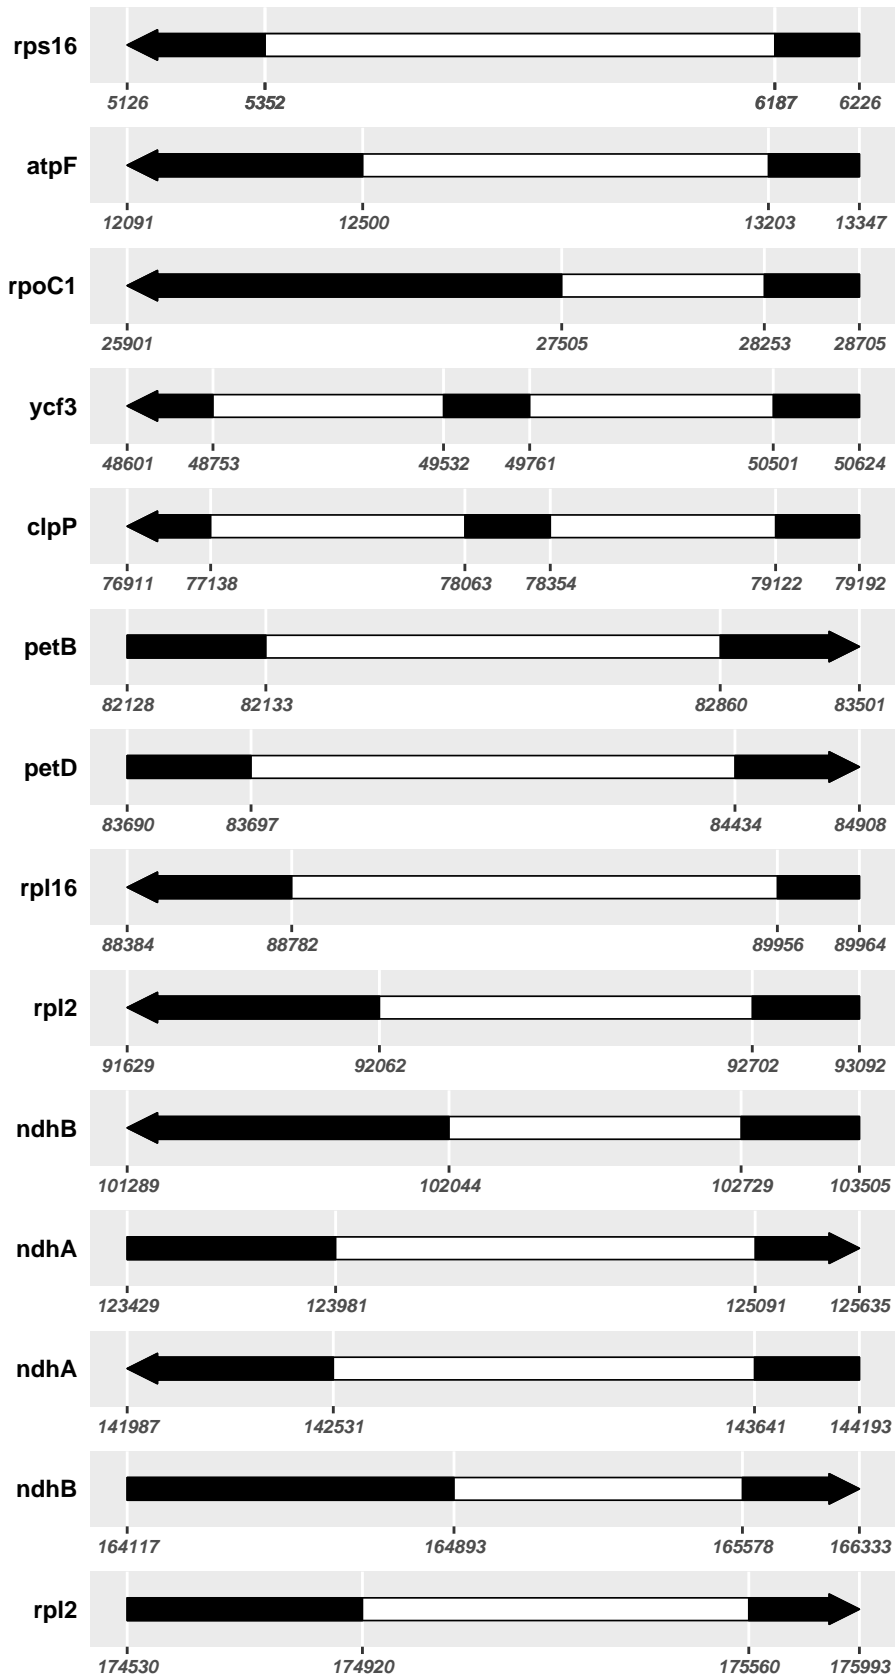 rps16
5126 5352 6187 6226
atpF
12091 12500 13203 13347
rpoC1
25901 27505 28253 28705
ycf3
48601 48753 49532 49761 50501 50624
clpP
76911 77138 78063 78354 79122 79192
petB
82128 82133 82860 83501
petD
83690 83697 84434 84908
rpl16
88384 88782 89956 89964
rpl2
91629 92062 92702 93092
ndhB
101289 102044 102729 103505
ndhA
123429 123981 125091 125635
ndhA
141987 142531 143641 144193
ndhB
164117 164893 165578 166333
rpl2
174530 174920 175560 175993